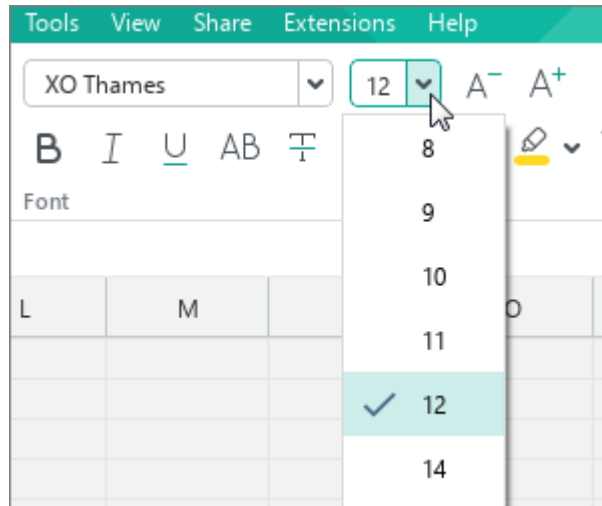 Tools View Share Extensions Help
XO Thames 12 A- A+
B I U AB T
8
Font
9
10
L M O
11
12
14